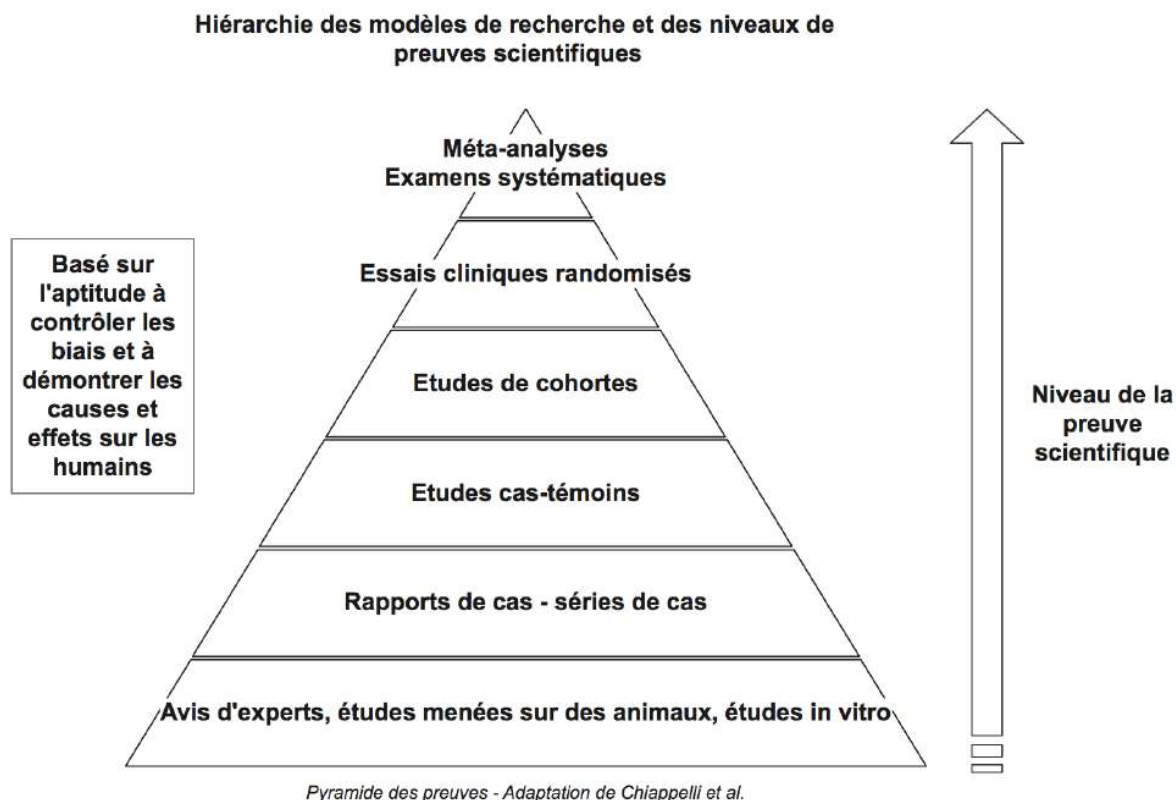 Hiérarchie des modèles de recherche et des niveaux de
preuves scientifiques
Méta-analyses
Examens systématiques
Essais cliniques randomisés
Etudes de cohortes
Etudes cas-témoins
Rapports de cas - séries de cas
Avis d'experts, études menées sur des animaux, études in vitro
Basé sur
l'aptitude à
contrôler les
biais et à
démontrer les
causes et
effets sur les
humains
Niveau de la
preuve
scientifique
Pyramide des preuves - Adaptation de Chiappelli et al.